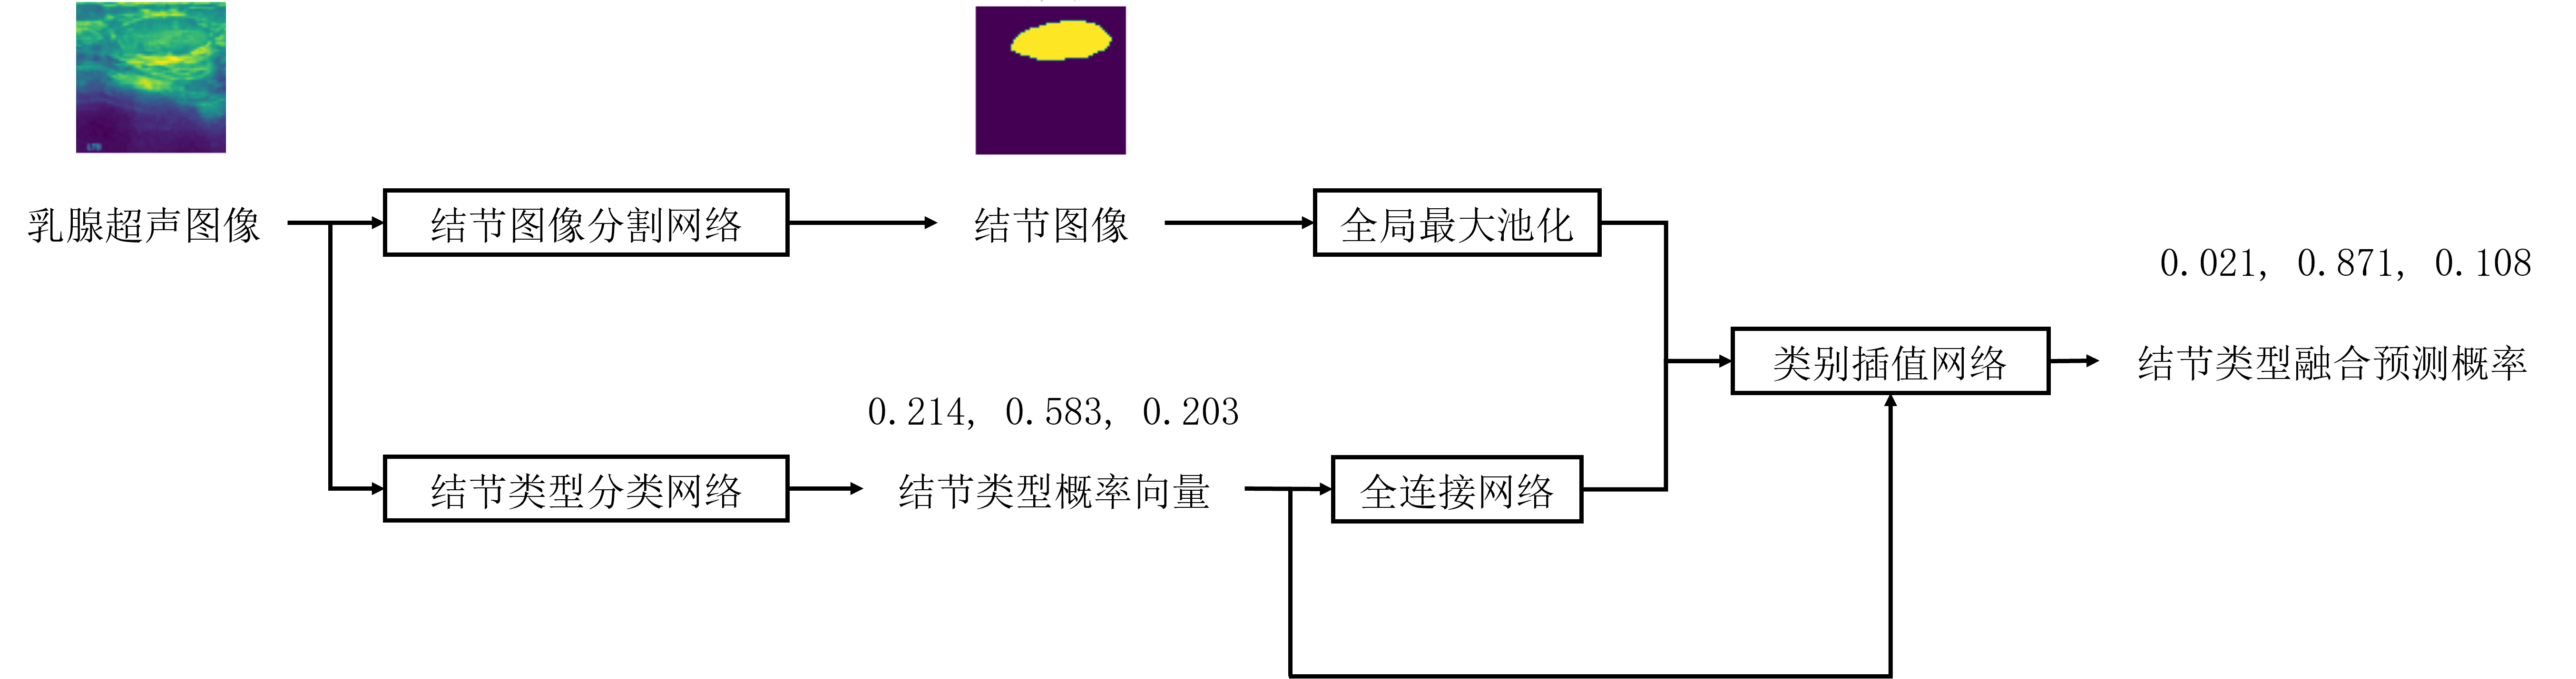 LTB
乳腺超声图像
结节图像分割网络
结节图像
全局最大池化
0.021, 0.871, 0.108
类别插值网络
结节类型融合预测概率
0.214, 0.583, 0.203
结节类型分类网络
结节类型概率向量
全连接网络